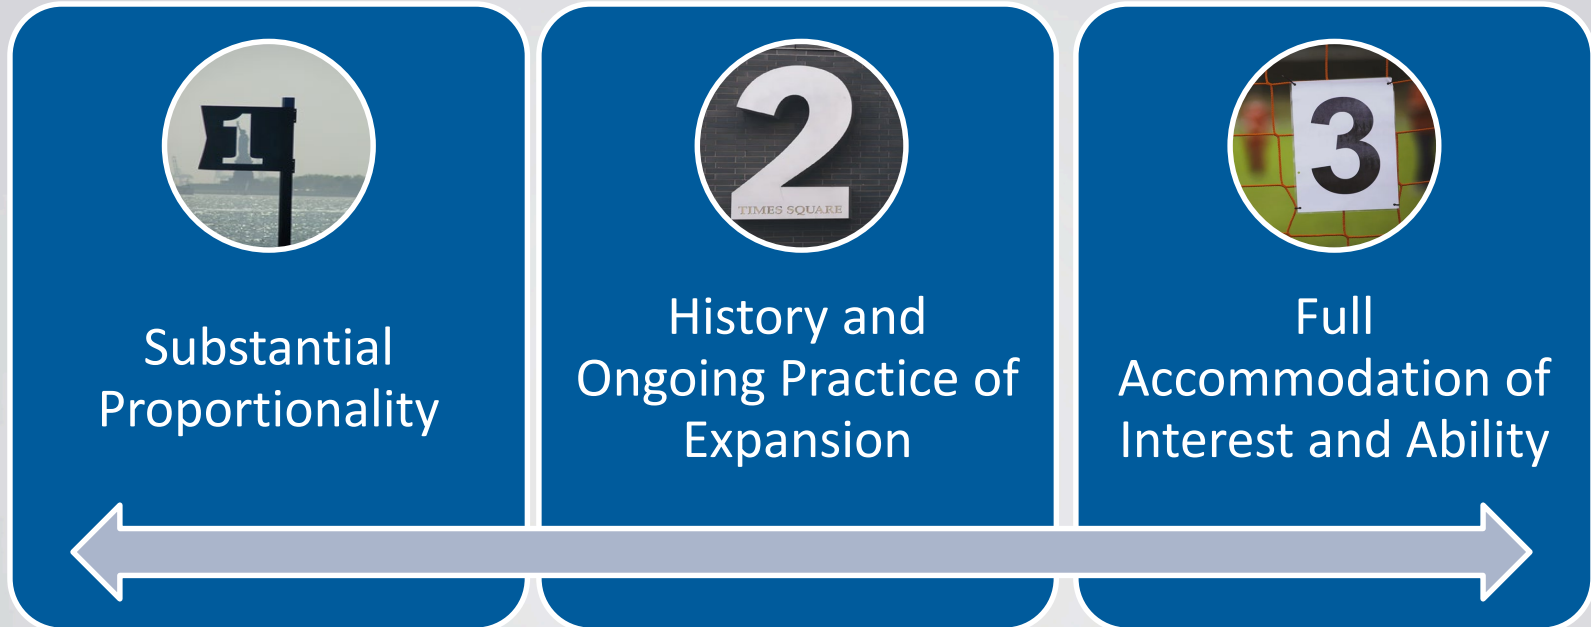 1
Substantial
Proportionality
2
TIMES SQUARE
History and
Ongoing Practice of
Expansion
3
Full
Accommodation of
Interest and Ability